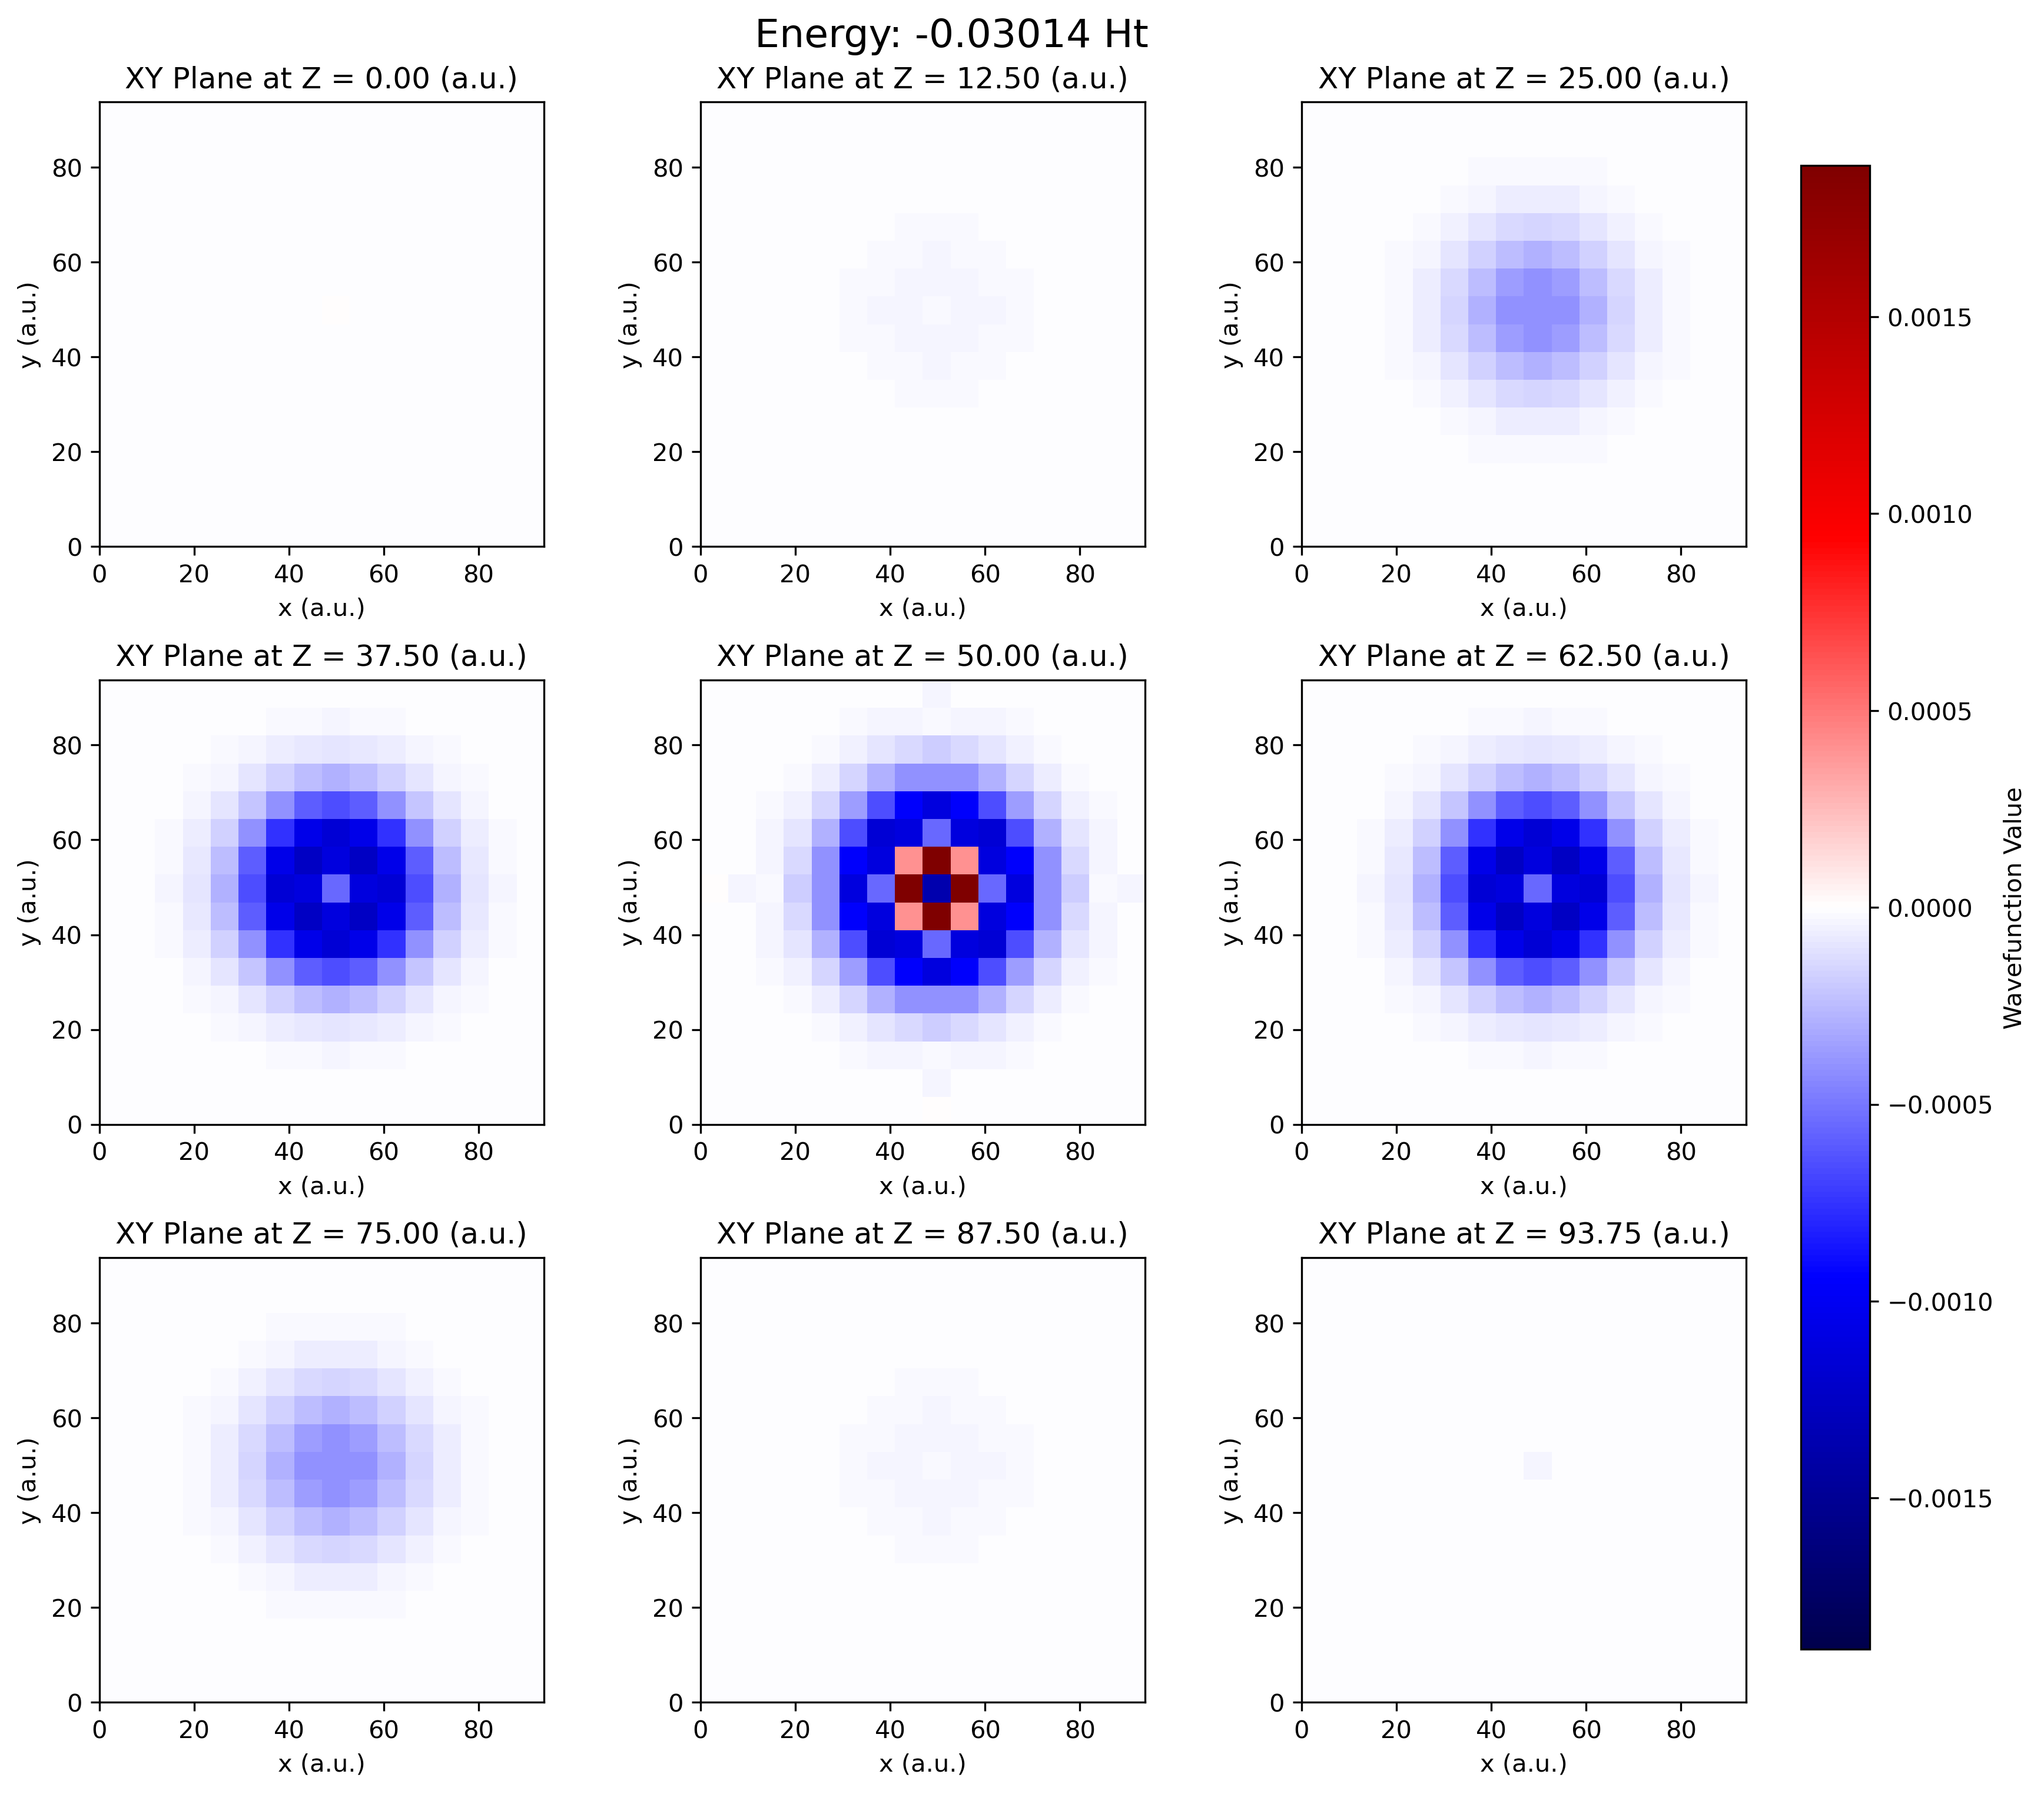 Energy: -0.03014 Ht
XY Plane at Z = 0.00 (a.u.)
XY Plane at Z = 12.50 (a.u.)
XY Plane at Z = 25.00 (a.u.)
80
60
40
20
0
y (a.u.)
0 20 40 60 80
x (a.u.)
80
60
40
20
0
y (a.u.)
0 20 40 60 80
x (a.u.)
80
60
40
20
0
y (a.u.)
0 20 40 60 80
x (a.u.)
XY Plane at Z = 37.50 (a.u.)
XY Plane at Z = 50.00 (a.u.)
XY Plane at Z = 62.50 (a.u.)
80
60
40
20
0
y (a.u.)
0 20 40 60 80
x (a.u.)
80
60
40
20
0
y (a.u.)
0 20 40 60 80
x (a.u.)
80
60
40
20
0
y (a.u.)
0 20 40 60 80
x (a.u.)
XY Plane at Z = 75.00 (a.u.)
XY Plane at Z = 87.50 (a.u.)
XY Plane at Z = 93.75 (a.u.)
80
60
40
20
0
y (a.u.)
0 20 40 60 80
x (a.u.)
80
60
40
20
0
y (a.u.)
0 20 40 60 80
x (a.u.)
80
60
40
20
0
y (a.u.)
0 20 40 60 80
x (a.u.)
0.0015
0.0010
0.0005
0.0000
−0.0005
−0.0010
−0.0015
Wavefunction Value